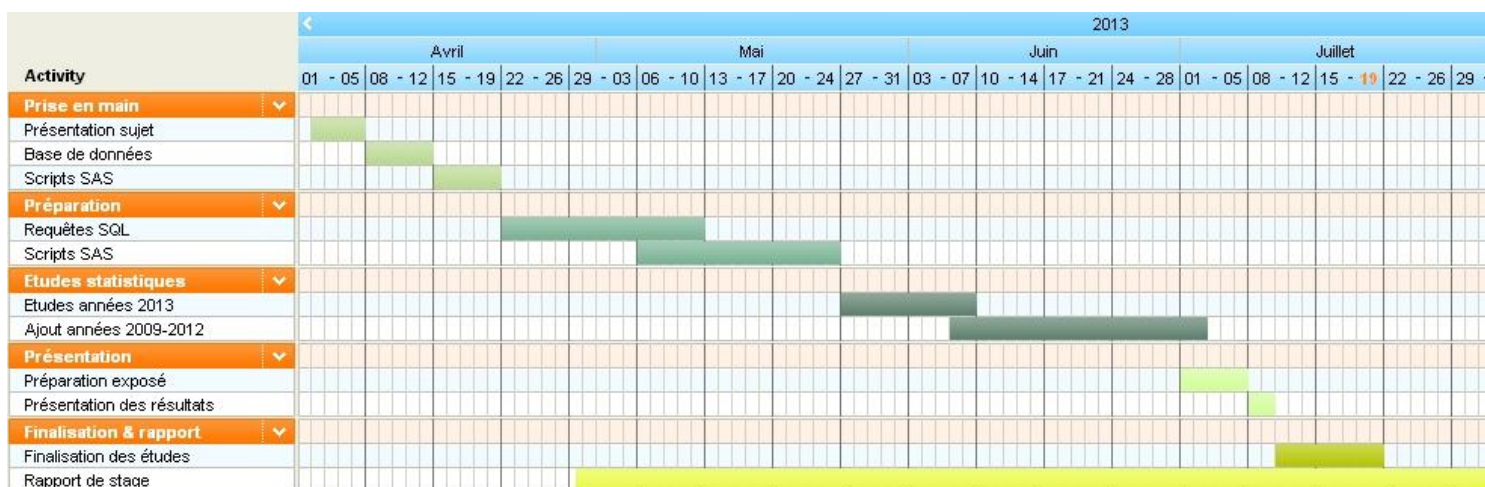 2013
Avril Mai Juin Juillet
Activity 01 - 05 08 - 12 15 - 19 22 - 26 29 - 03 06 - 10 13 - 17 20 - 24 27 - 31 03 - 07 10 - 14 17 - 21 24 - 28 01 - 05 08 - 12 15 - 19 22 - 26 29 -
Prise en main
Présentation sujet
Base de données
Scripts SAS
Préparation
Requêtes SQL
Scripts SAS
Etudes statistiques
Etudes années 2013
Ajout années 2009-2012
Présentation
Préparation exposé
Présentation des résultats
Finalisation & rapport
Finalisation des études
Rapport de stage